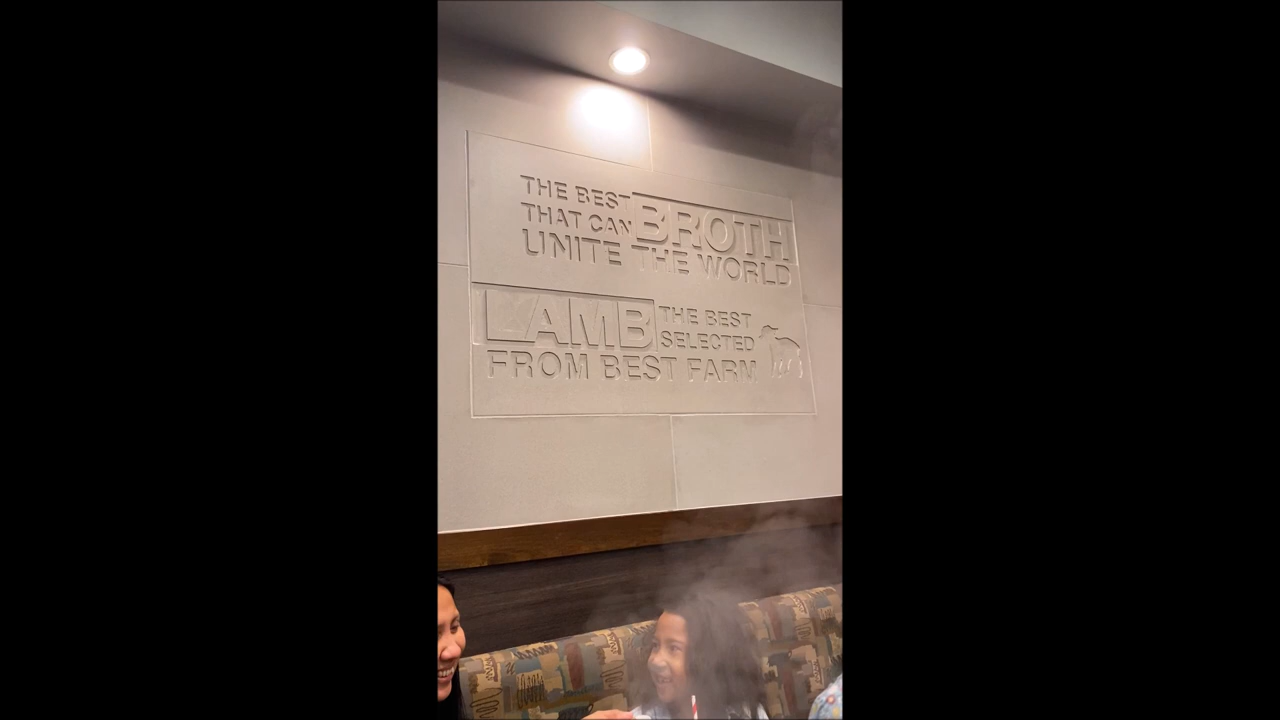 THE BEST BROTH
THAT CAN
UNITE THE WORLD
LAMB THE BEST
SELECTED
FROM BEST FARM